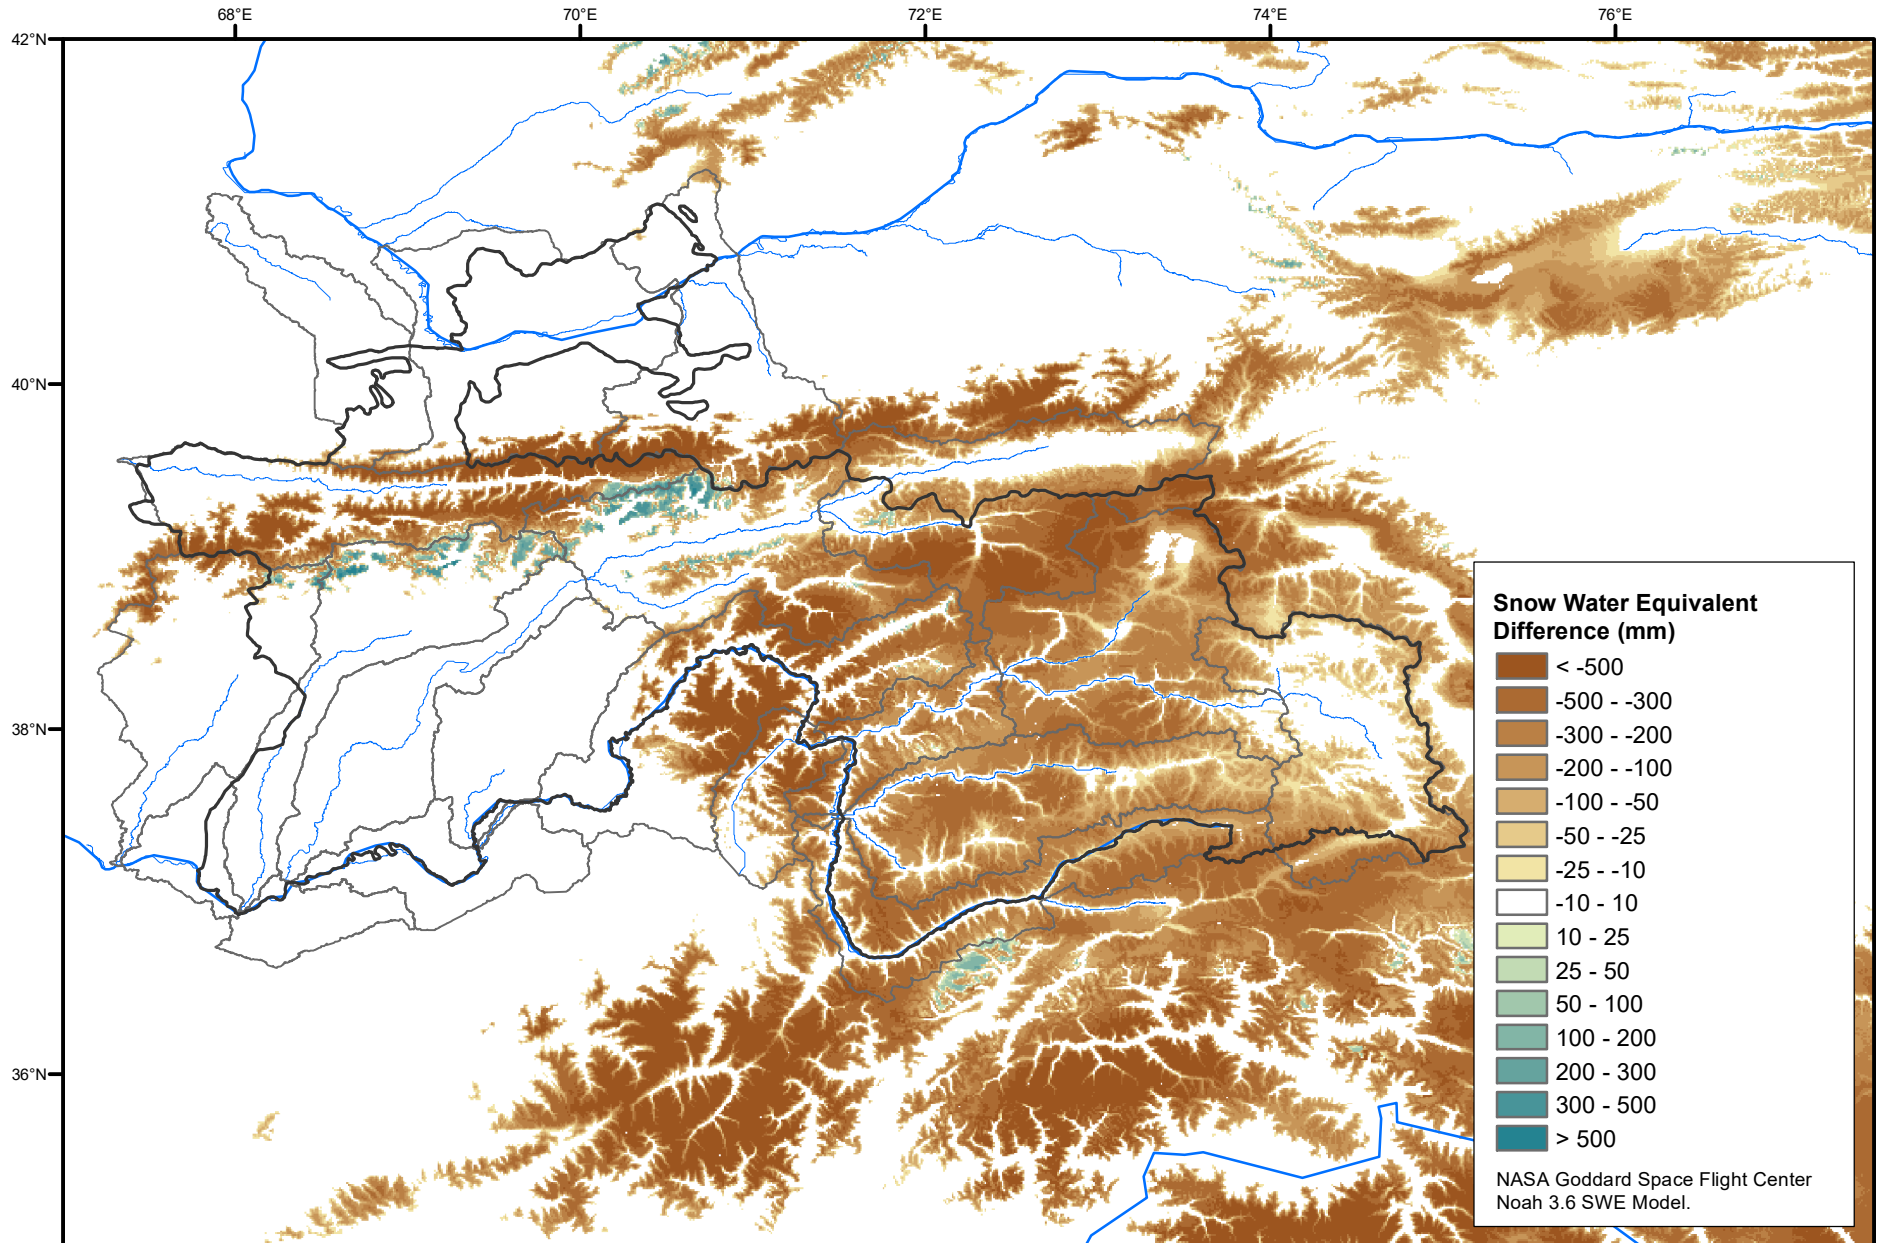 68°E
70°E
72°E
74°E
76°E
42°N
40°N
38°N
36°N
Snow Water Equivalent
Difference (mm)
< -500
-500 - -300
-300 - -200
-200 - -100
-100 - -50
-50 - -25
-25 - -10
-10 - 10
10 - 25
25 - 50
50 - 100
100 - 200
200 - 300
300 - 500
> 500
NASA Goddard Space Flight Center
Noah 3.6 SWE Model.